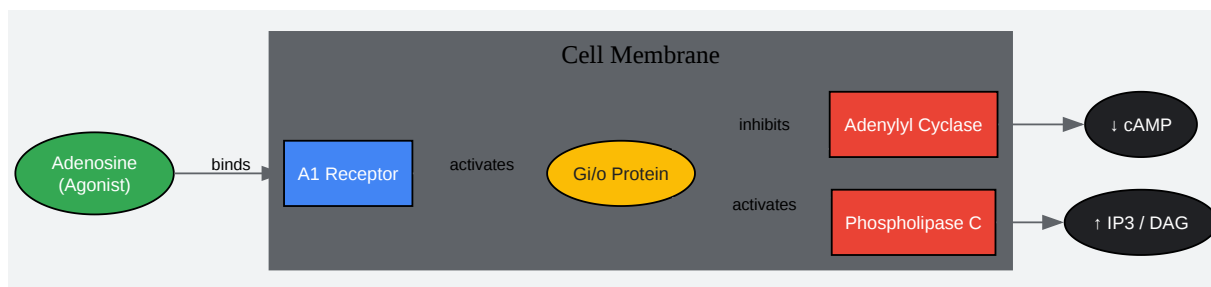 Cell Membrane
Adenosine
(Agonist)
binds
A1 Receptor
activates
Gi/o Protein
inhibits
Adenylyl Cyclase
↓ cAMP
activates
Phospholipase C
↑ IP3 / DAG